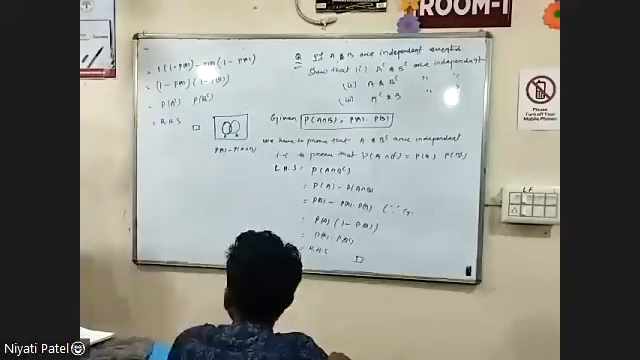 ROOM-1
PLEASE
TURN OFF
Your
Mobile Phones.
= 1(1-P(A)) - P(B)(1-P(A))
= (1-P(A))(1-P(B))
= P(A^c) P(B^c)
= R.H.S □
P(A) - P(A∩B)
Q If A & B are independent events
Show that (i) A^c & B^c are independent
(ii) A & B^c " "
(iii) A^c & B " "
Given P(A∩B) = P(A). P(B)
We have to prove that A & B^c are independent
i.e to prove that P(A∩B^c) = P(A) P(B^c)
L.H.S = P(A∩B^c)
= P(A) - P(A∩B)
= P(A) - P(A). P(B) (∵
= P(A)(1-P(B))
= P(A). P(B^c)
= R.H.S □
Niyati Patel